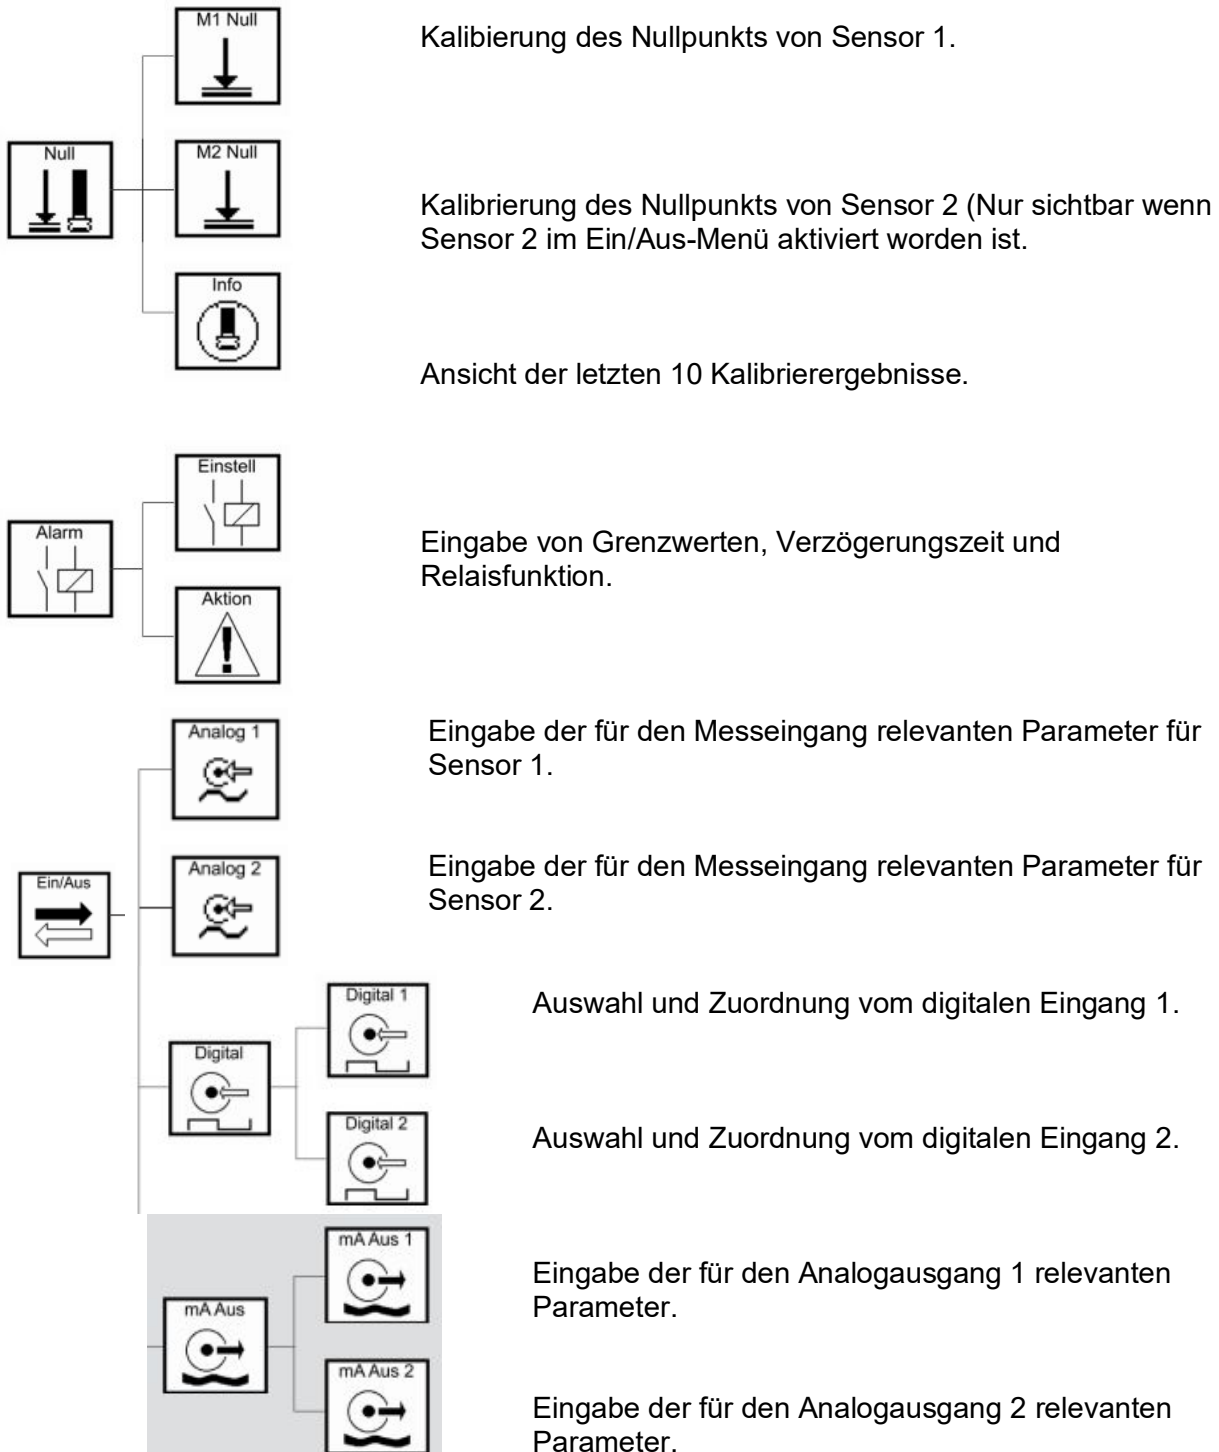 M1 Null
Kalibierung des Nullpunkts von Sensor 1.
Null
M2 Null
Kalibrierung des Nullpunkts von Sensor 2 (Nur sichtbar wenn
Sensor 2 im Ein/Aus-Menü aktiviert worden ist.
Info
Ansicht der letzten 10 Kalibrierergebnisse.
Einstell
Alarm
Eingabe von Grenzwerten, Verzögerungszeit und
Relaisfunktion.
Aktion
Analog 1
Eingabe der für den Messeingang relevanten Parameter für
Sensor 1.
Ein/Aus
Analog 2
Eingabe der für den Messeingang relevanten Parameter für
Sensor 2.
Digital 1
Auswahl und Zuordnung vom digitalen Eingang 1.
Digital
Digital 2
Auswahl und Zuordnung vom digitalen Eingang 2.
mA Aus 1
Eingabe der für den Analogausgang 1 relevanten
Parameter.
mA Aus
mA Aus 2
Eingabe der für den Analogausgang 2 relevanten
Parameter.